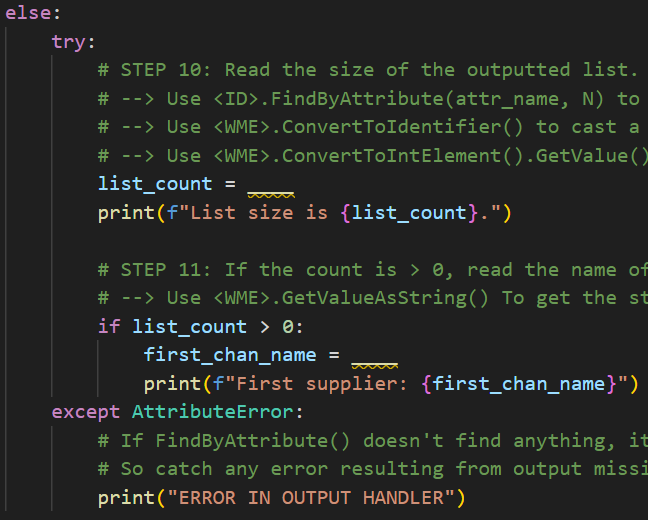 else:
    try:
        # STEP 10: Read the size of the outputted list.
        # --> Use <ID>.FindByAttribute(attr_name, N) to
        # --> Use <WME>.ConvertToIdentifier() to cast a
        # --> Use <WME>.ConvertToIntElement().GetValue()
        list_count = ____
        print(f"List size is {list_count}.")

        # STEP 11: If the count is > 0, read the name of
        # --> Use <WME>.GetValueAsString() To get the st
        if list_count > 0:
            first_chan_name = ____
            print(f"First supplier: {first_chan_name}")
    except AttributeError:
        # If FindByAttribute() doesn't find anything, it
        # So catch any error resulting from output missi
        print("ERROR IN OUTPUT HANDLER")